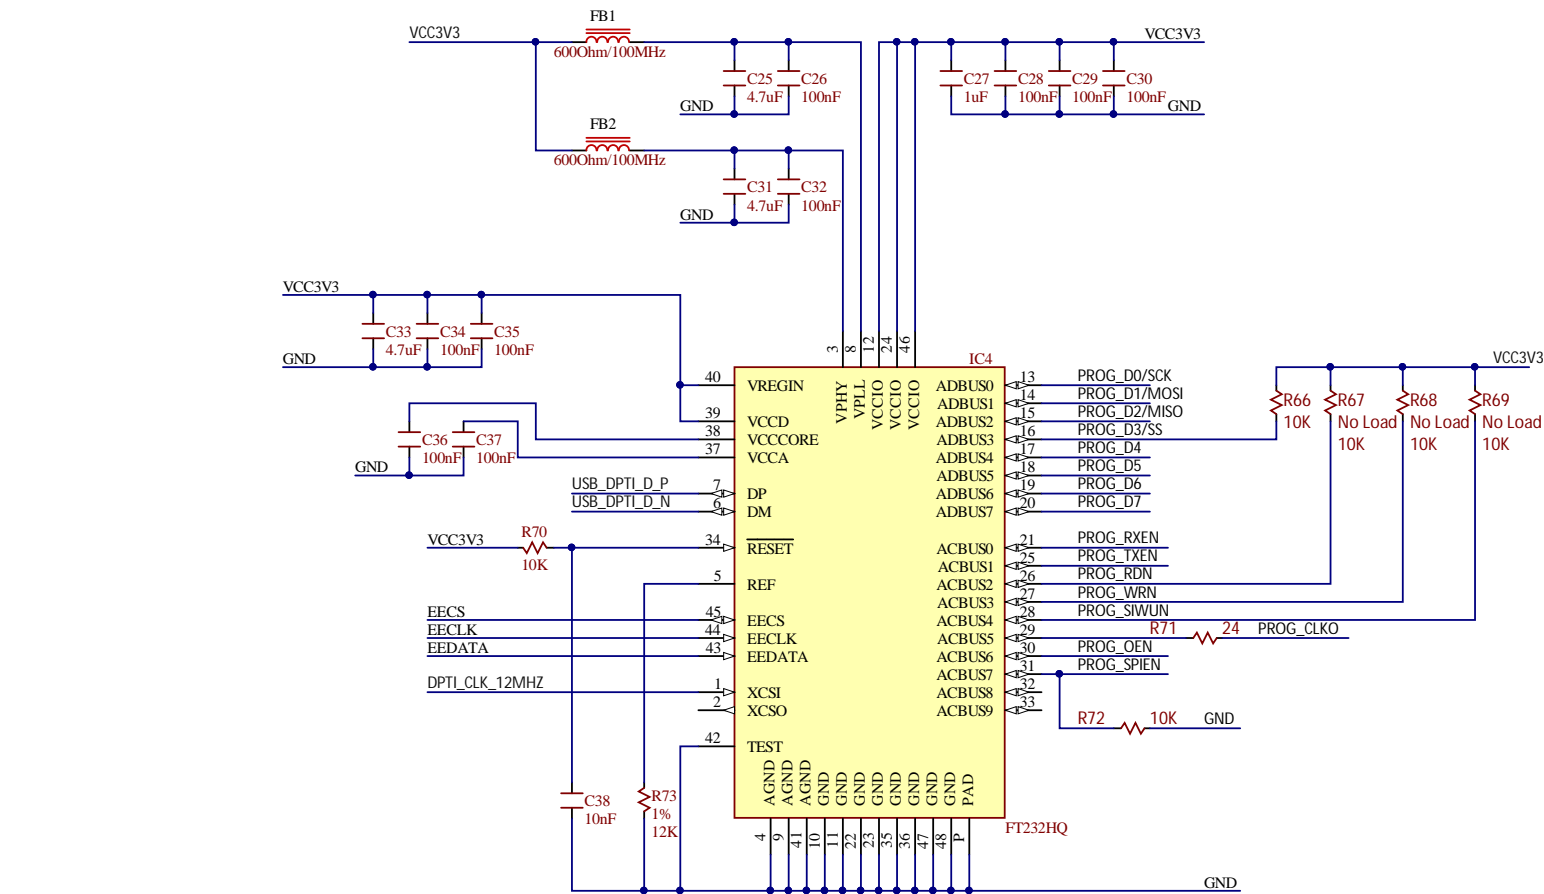 FB1
VCC3V3
600Ohm/100MHz
VCC3V3
C25
4.7uF
C26
100nF
GND
C27
1uF
C28
100nF
C29
100nF
C30
100nF
GND
FB2
600Ohm/100MHz
C31
4.7uF
C32
100nF
GND
VCC3V3
C33
4.7uF
C34
100nF
C35
100nF
GND
C36
100nF
C37
100nF
GND
USB_DPTI_D_P
USB_DPTI_D_N
VCC3V3
R70
10K
EECS
EECLK
EEDATA
DPTI_CLK_12MHZ
C38
10nF
R73
1%
12K
IC4
3 VPHY
8 VPLL
12 VCCIO
24 VCCIO
46 VCCIO
40 VREGIN
39 VCCD
38 VCCCORE
37 VCCA
7 DP
6 DM
34 RESET
5 REF
45 EECS
44 EECLK
43 EEDATA
1 XCSI
2 XCSO
42 TEST
ADBUS0 13 PROG_D0/SCK
ADBUS1 14 PROG_D1/MOSI
ADBUS2 15 PROG_D2/MISO
ADBUS3 16 PROG_D3/SS
ADBUS4 17 PROG_D4
ADBUS5 18 PROG_D5
ADBUS6 19 PROG_D6
ADBUS7 20 PROG_D7
ACBUS0 21 PROG_RXEN
ACBUS1 25 PROG_TXEN
ACBUS2 26 PROG_RDN
ACBUS3 27 PROG_WRN
ACBUS4 28 PROG_SIWUN
ACBUS5 29 R71 24 PROG_CLKO
ACBUS6 30 PROG_OEN
ACBUS7 31 PROG_SPIEN
ACBUS8 32
ACBUS9 33
R72 10K GND
VCC3V3
R66
10K
R67
No Load
10K
R68
No Load
10K
R69
No Load
10K
AGND 4
AGND 9
AGND 41
GND 10
GND 11
GND 22
GND 23
GND 35
GND 36
GND 47
GND 48
PAD P
FT232HQ
GND